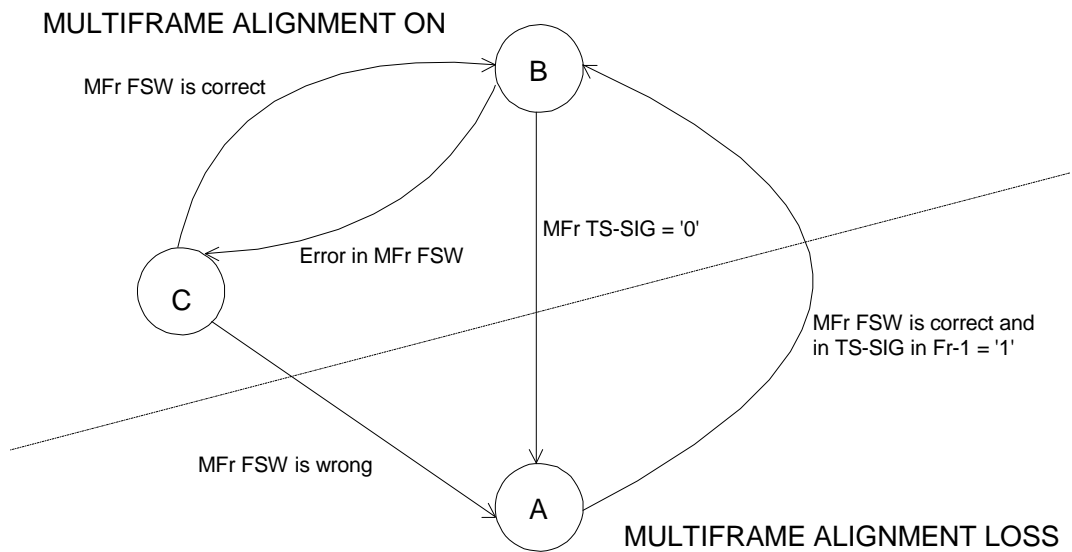 MULTIFRAME ALIGNMENT ON
B
MFr FSW is correct
MFr TS-SIG = '0'
Error in MFr FSW
C
MFr FSW is correct and
in TS-SIG in Fr-1 = '1'
MFr FSW is wrong
A
MULTIFRAME ALIGNMENT LOSS